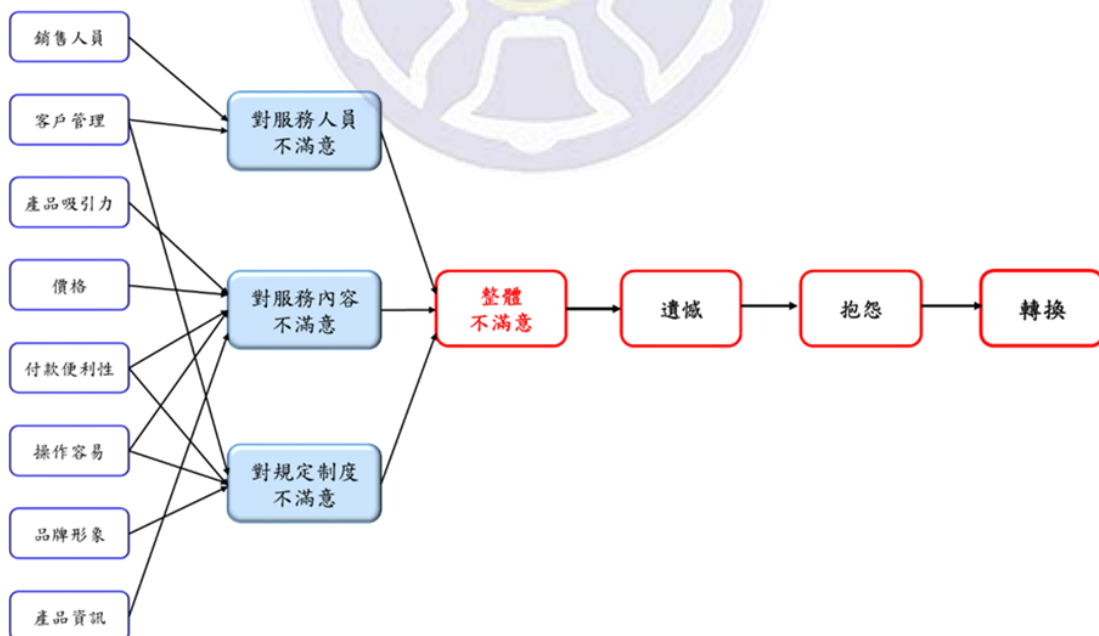 銷售人員
客戶管理
產品吸引力
價格
付款便利性
操作容易
品牌形象
產品資訊
對服務人員
不滿意
對服務內容
不滿意
對規定制度
不滿意
整體
不滿意
遺憾
抱怨
轉換